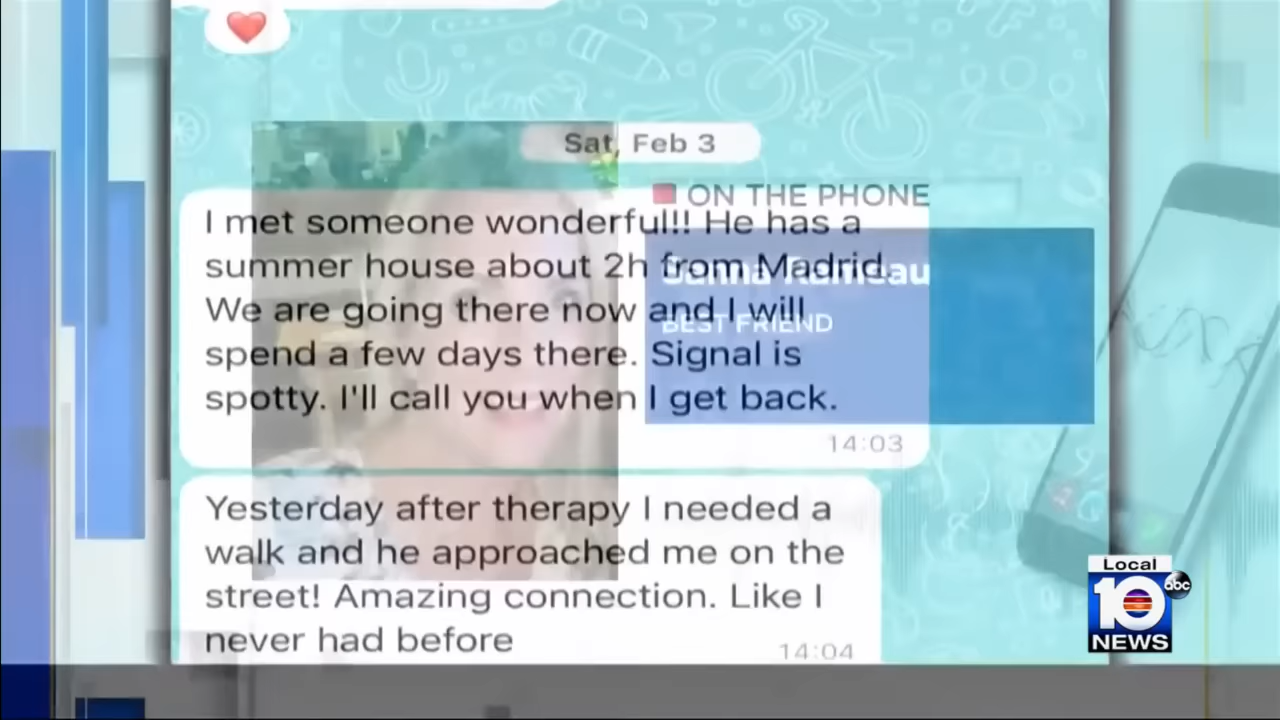 Sat, Feb 3
ON THE PHONE
I met someone wonderful!! He has a
summer house about 2h from Madrid.
We are going there now and I will
spend a few days there. Signal is
spotty. I'll call you when I get back.
14:03
BEST FRIEND
Yesterday after therapy I needed a
walk and he approached me on the
street! Amazing connection. Like I
never had before
14:04
Local
10
abc
NEWS